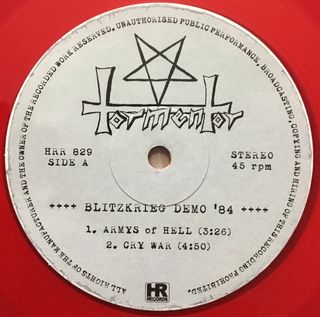 ALL RIGHTS OF THE MANUFACTURER AND THE OWNER OF THE RECORDED WORK RESERVED. UNAUTHORISED PUBLIC PERFORMANCE, BROADCASTING, COPYING AND HIRING OF THIS RECORDING PROHIBITED.
Tormentor
HRR 829
SIDE A
STEREO
45 rpm
++++ BLITZKRIEG DEMO '84 ++++
1. ARMYS of HELL (3:26)
2. CRY WAR (4:50)
HR
RECORDS